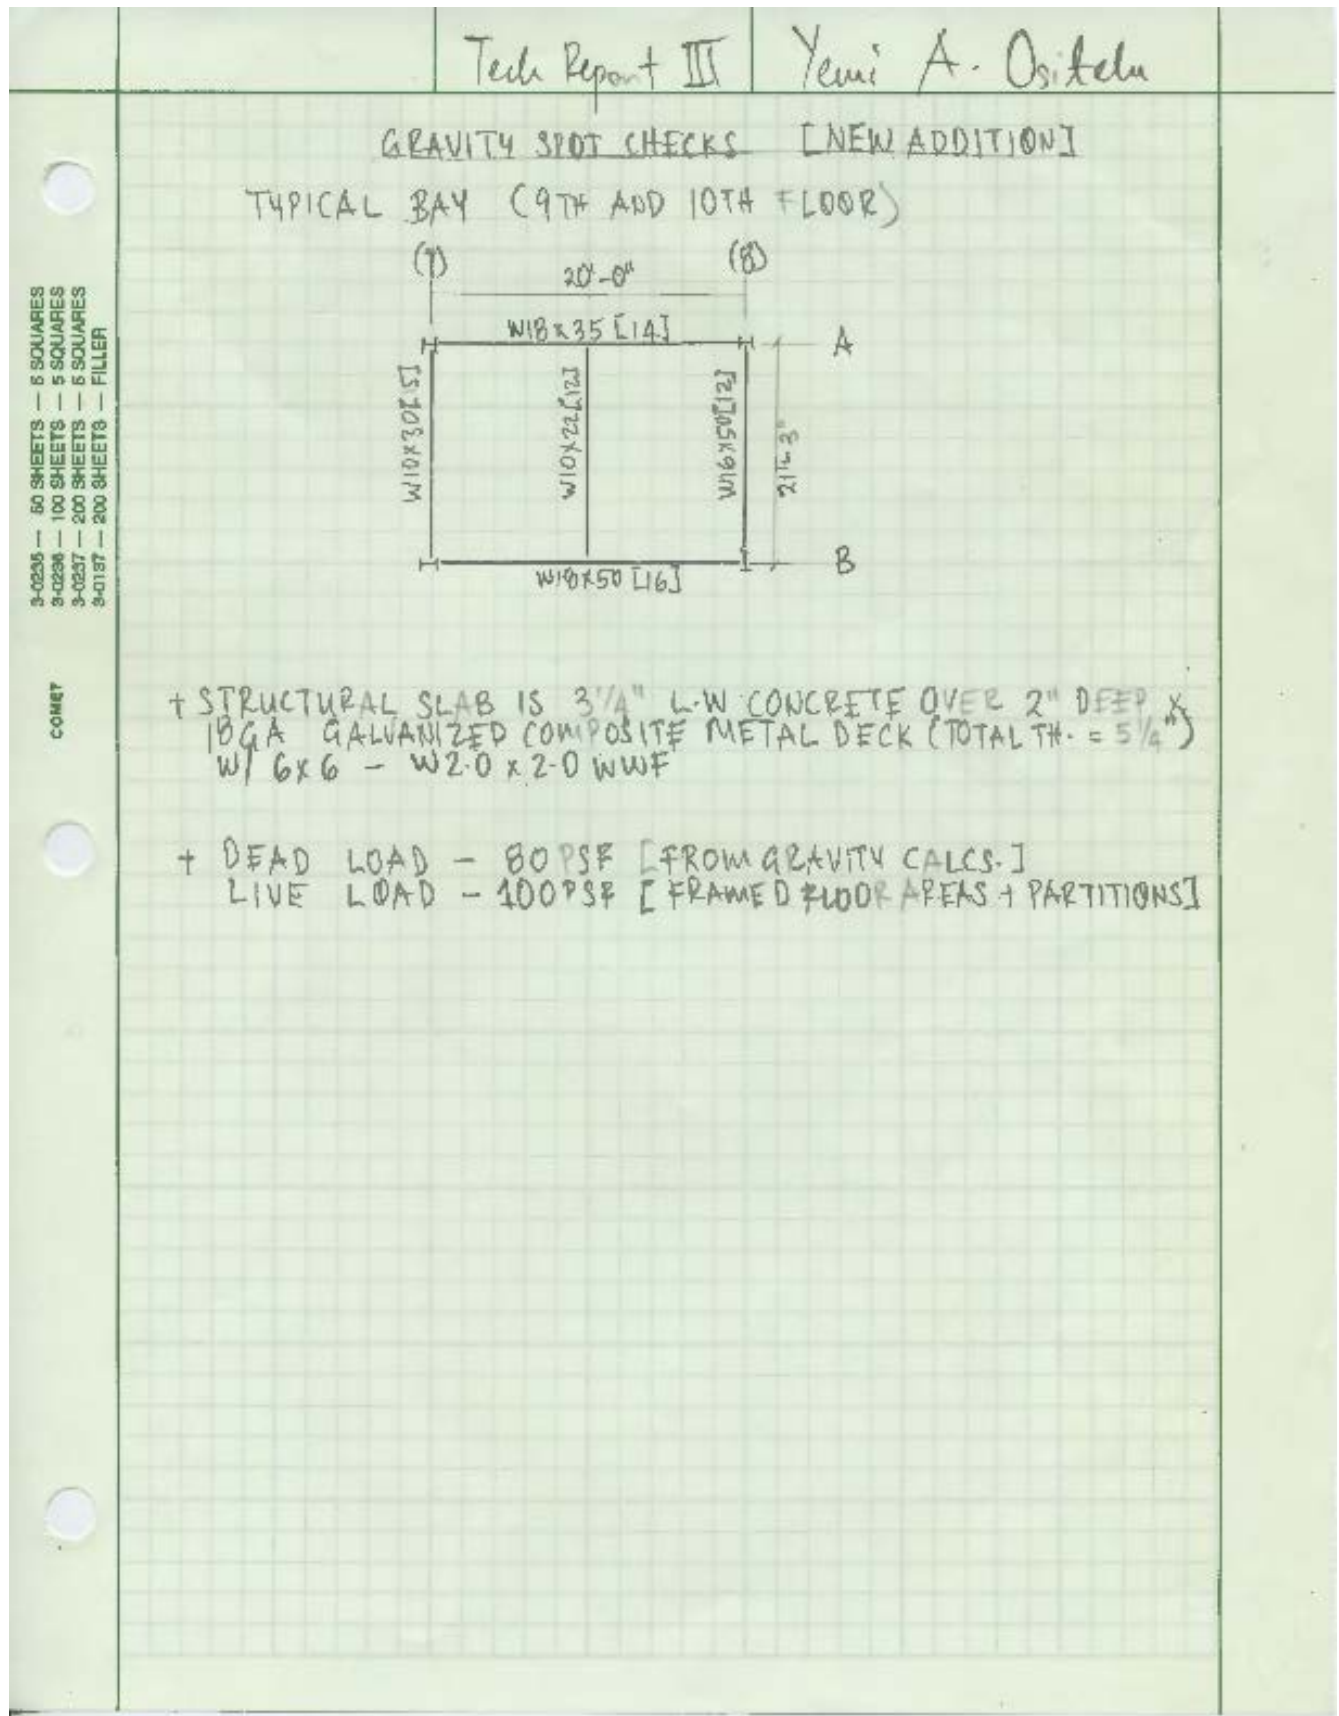 Tech Report III
Yemi A. Ositelu
GRAVITY SPOT CHECKS [NEW ADDITION]
TYPICAL BAY (9TH AND 10TH FLOOR)
(7)
(8)
20'-0"
W18x35 [14]
A
W10x30[15]
W10x22[12]
W16x50[12]
21'-3"
B
W18x50 [16]
+ STRUCTURAL SLAB IS 3 1/4" L.W CONCRETE OVER 2" DEEP x
18GA GALVANIZED COMPOSITE METAL DECK (TOTAL TH. = 5 1/4")
W/ 6x6 - W2.0 x 2.0 WWF
+ DEAD LOAD - 80PSF [FROM GRAVITY CALCS.]
LIVE LOAD - 100PSF [FRAMED FLOOR AREAS + PARTITIONS]
3-0235 — 50 SHEETS — 5 SQUARES
3-0236 — 100 SHEETS — 5 SQUARES
3-0237 — 200 SHEETS — 5 SQUARES
3-0137 — 200 SHEETS — FILLER
COMET